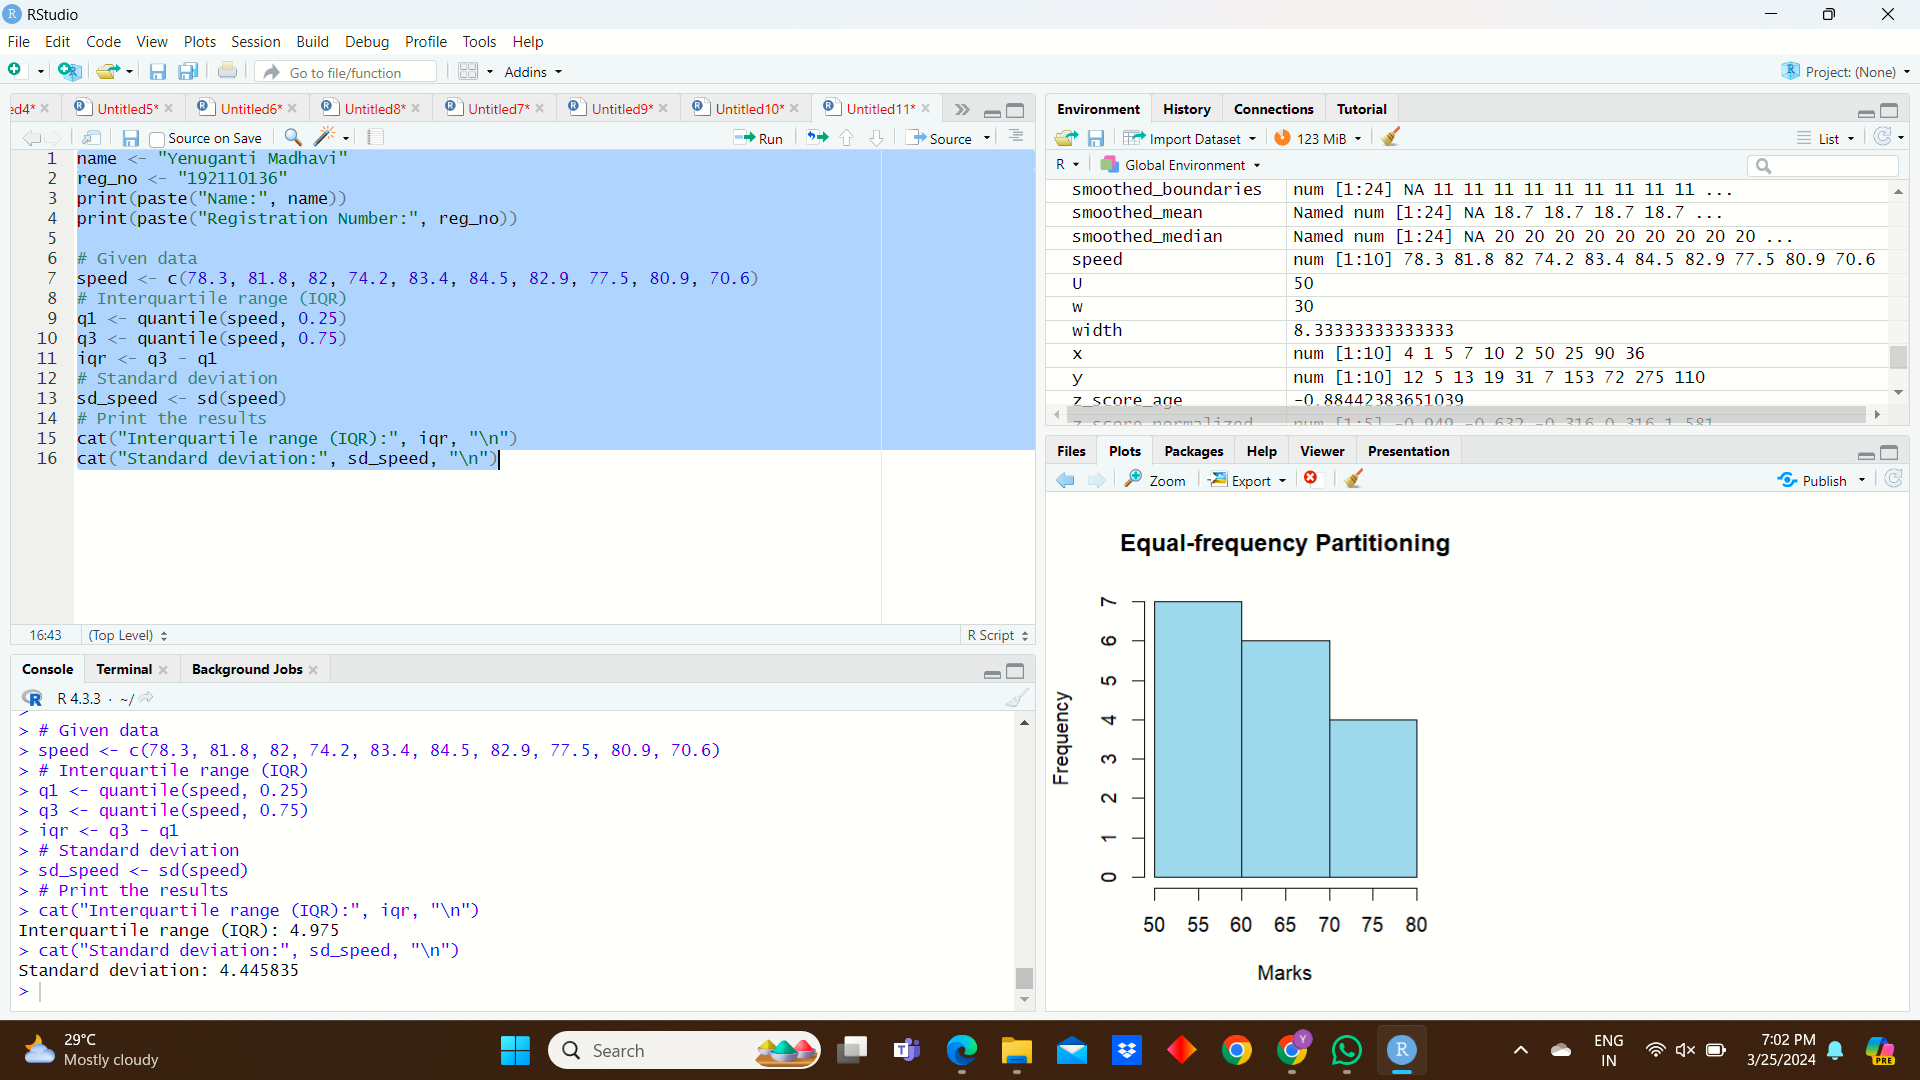 RStudio
File Edit Code View Plots Session Build Debug Profile Tools Help
Go to file/function Addins Project: (None)
ed4* Untitled5* Untitled6* Untitled8* Untitled7* Untitled9* Untitled10* Untitled11*
Source on Save Run Source
1 name <- "Yenuganti Madhavi"
2 reg_no <- "192110136"
3 print(paste("Name:", name))
4 print(paste("Registration Number:", reg_no))
5
6 # Given data
7 speed <- c(78.3, 81.8, 82, 74.2, 83.4, 84.5, 82.9, 77.5, 80.9, 70.6)
8 # Interquartile range (IQR)
9 q1 <- quantile(speed, 0.25)
10 q3 <- quantile(speed, 0.75)
11 iqr <- q3 - q1
12 # Standard deviation
13 sd_speed <- sd(speed)
14 # Print the results
15 cat("Interquartile range (IQR):", iqr, "\n")
16 cat("Standard deviation:", sd_speed, "\n")
16:43 (Top Level) R Script
Console Terminal Background Jobs
R 4.3.3 · ~/
>
> # Given data
> speed <- c(78.3, 81.8, 82, 74.2, 83.4, 84.5, 82.9, 77.5, 80.9, 70.6)
> # Interquartile range (IQR)
> q1 <- quantile(speed, 0.25)
> q3 <- quantile(speed, 0.75)
> iqr <- q3 - q1
> # Standard deviation
> sd_speed <- sd(speed)
> # Print the results
> cat("Interquartile range (IQR):", iqr, "\n")
Interquartile range (IQR): 4.975
> cat("Standard deviation:", sd_speed, "\n")
Standard deviation: 4.445835
>
Environment History Connections Tutorial
Import Dataset 123 MiB List
R Global Environment
smoothed_boundaries num [1:24] NA 11 11 11 11 11 11 11 11 11 ...
smoothed_mean Named num [1:24] NA 18.7 18.7 18.7 18.7 ...
smoothed_median Named num [1:24] NA 20 20 20 20 20 20 20 20 20 ...
speed num [1:10] 78.3 81.8 82 74.2 83.4 84.5 82.9 77.5 80.9 70.6
U 50
w 30
width 8.33333333333333
x num [1:10] 4 1 5 7 10 2 50 25 90 36
y num [1:10] 12 5 13 19 31 7 153 72 275 110
z_score_age -0.88442383651039
z_score_normalized num [1:5] -0.949 -0.632 -0.316 0.316 1.581
Files Plots Packages Help Viewer Presentation
Zoom Export Publish
Equal-frequency Partitioning
7
6
5
4
3
2
1
0
Frequency
50 55 60 65 70 75 80
Marks
29°C
Mostly cloudy
Search
ENG
IN
7:02 PM
3/25/2024
PRE